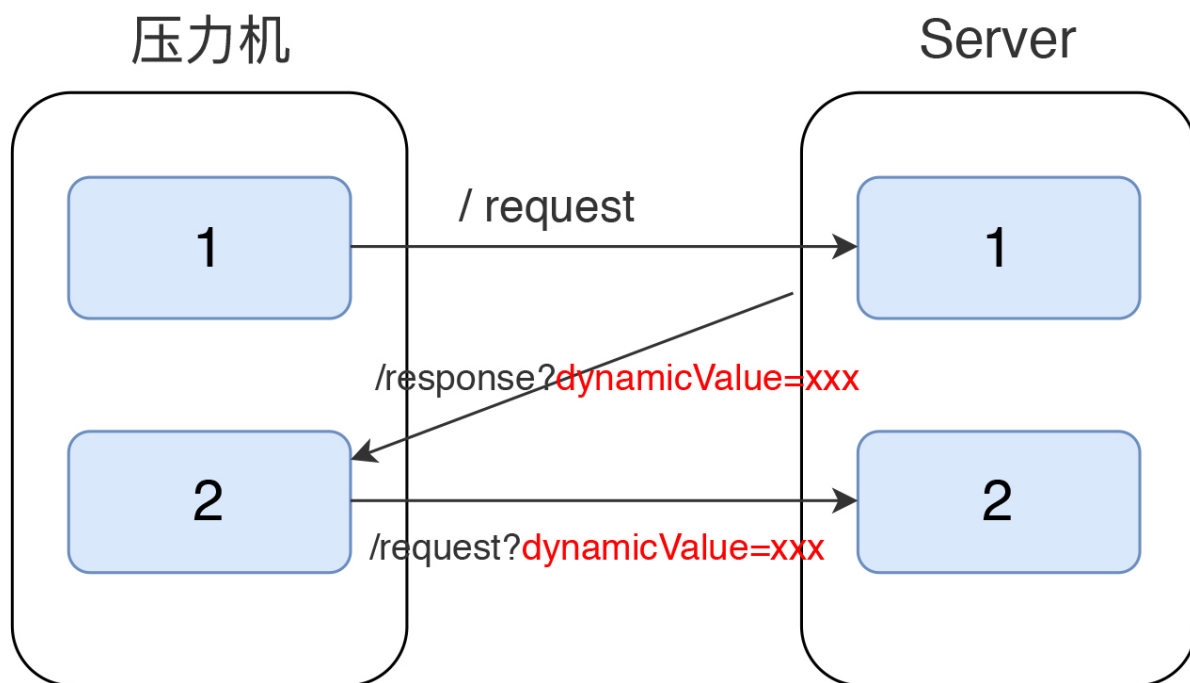 压力机
Server
1
/ request
1
/response?dynamicValue=xxx
2
2
/request?dynamicValue=xxx